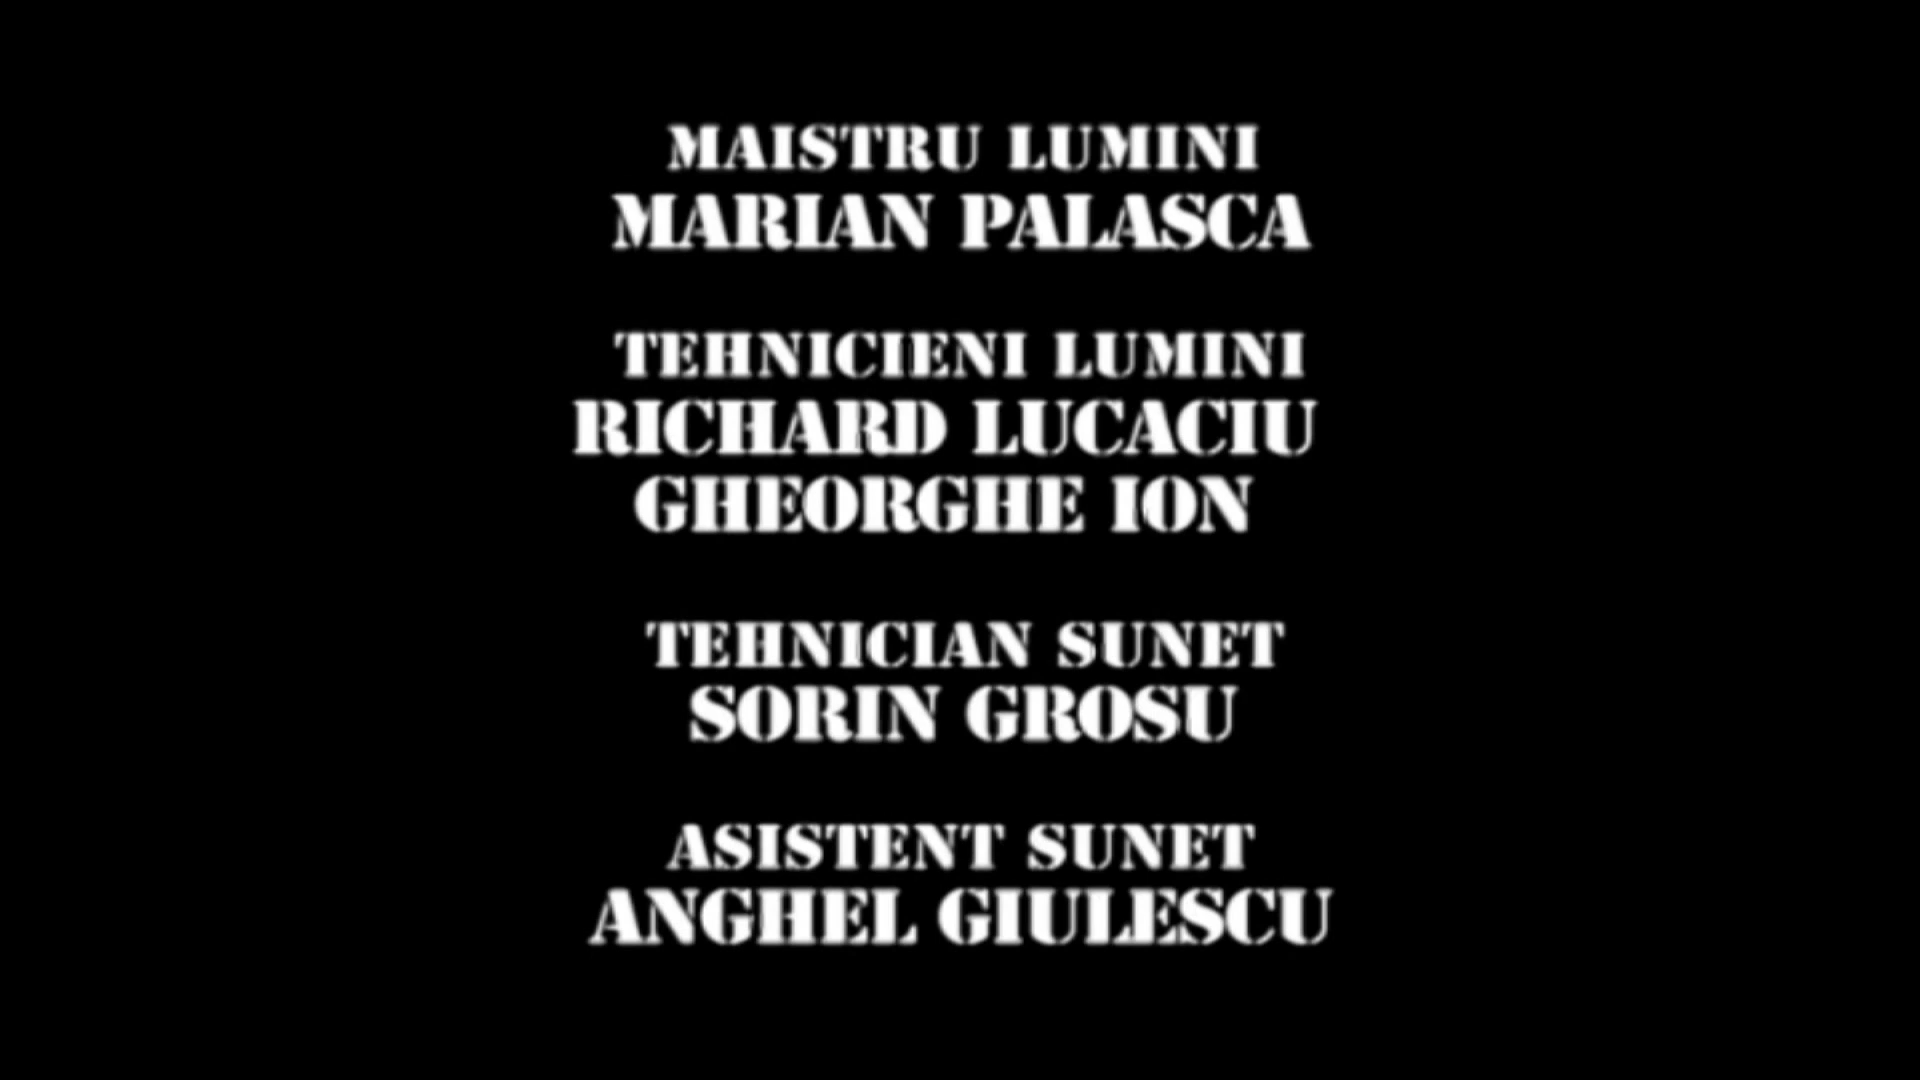 MAISTRU LUMINI
MARIAN PALASCA
TEHNICIENI LUMINI
RICHARD LUCACIU
GHEORGHE ION
TEHNICIAN SUNET
SORIN GROSU
ASISTENT SUNET
ANGHEL GIULESCU